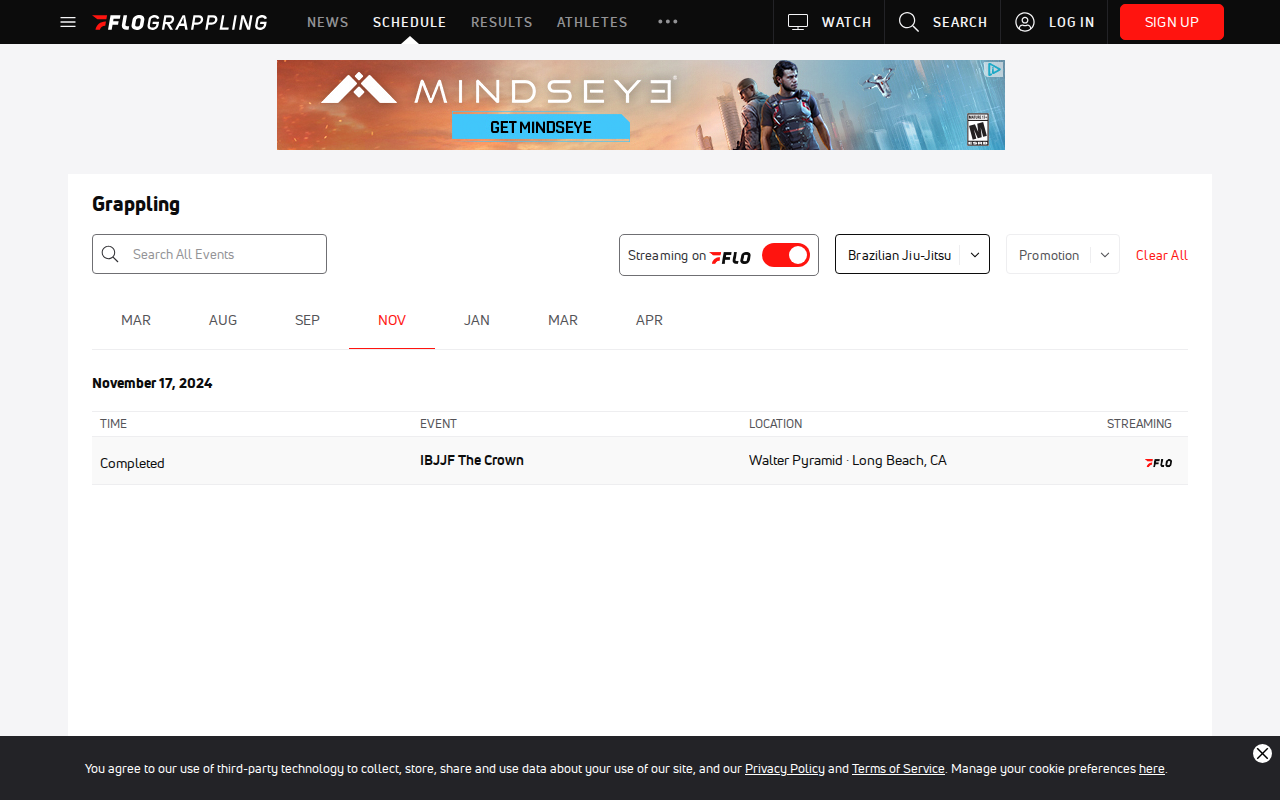 FLOGRAPPLING NEWS SCHEDULE RESULTS ATHLETES WATCH SEARCH LOG IN SIGN UP
MINDSEYE®
GET MINDSEYE
MATURE 17+
M
Grappling
Search All Events Streaming on FLO Brazilian Jiu-Jitsu Promotion Clear All
MAR AUG SEP NOV JAN MAR APR
November 17, 2024
TIME EVENT LOCATION STREAMING
Completed IBJJF The Crown Walter Pyramid · Long Beach, CA FLO
You agree to our use of third-party technology to collect, store, share and use data about your use of our site, and our Privacy Policy and Terms of Service. Manage your cookie preferences here.